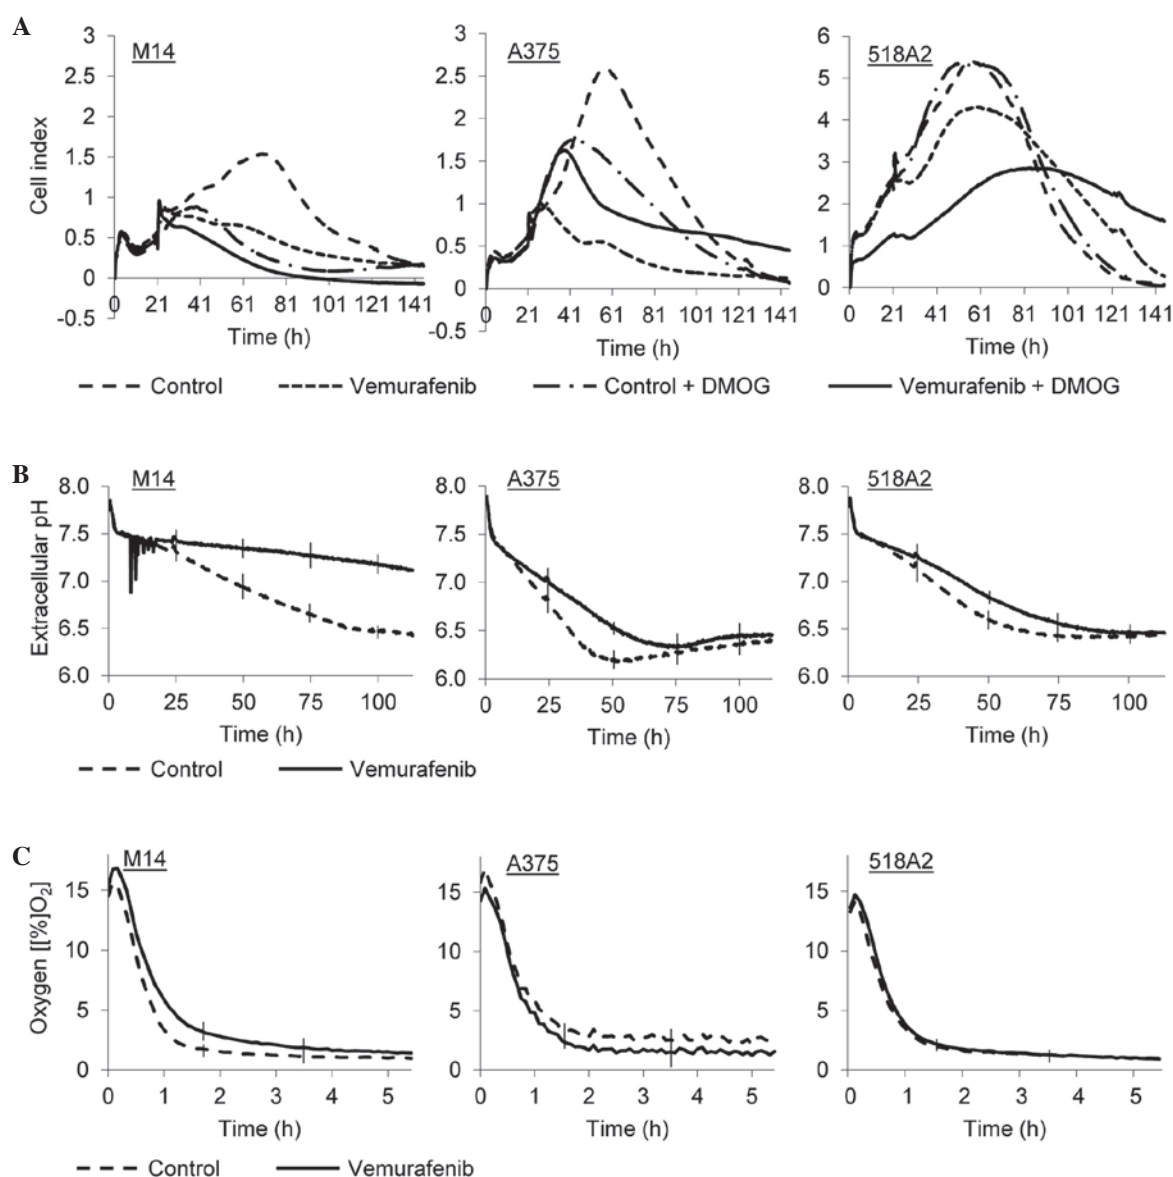 A
M14
A375
518A2
Cell index
3
2.5
2
1.5
1
0.5
0
-0.5
0 21 41 61 81 101 121 141
Time (h)
3
2.5
2
1.5
1
0.5
0
-0.5
0 21 41 61 81 101 121 141
Time (h)
6
5
4
3
2
1
0
0 21 41 61 81 101 121 141
Time (h)
Control Vemurafenib Control + DMOG Vemurafenib + DMOG
B
M14
A375
518A2
Extracellular pH
8.0
7.5
7.0
6.5
6.0
0 25 50 75 100
Time (h)
8.0
7.5
7.0
6.5
6.0
0 25 50 75 100
Time (h)
8.0
7.5
7.0
6.5
6.0
0 25 50 75 100
Time (h)
Control Vemurafenib
C
M14
A375
518A2
Oxygen [[%]O₂]
15
10
5
0
0 1 2 3 4 5
Time (h)
15
10
5
0
0 1 2 3 4 5
Time (h)
15
10
5
0
0 1 2 3 4 5
Time (h)
Control Vemurafenib